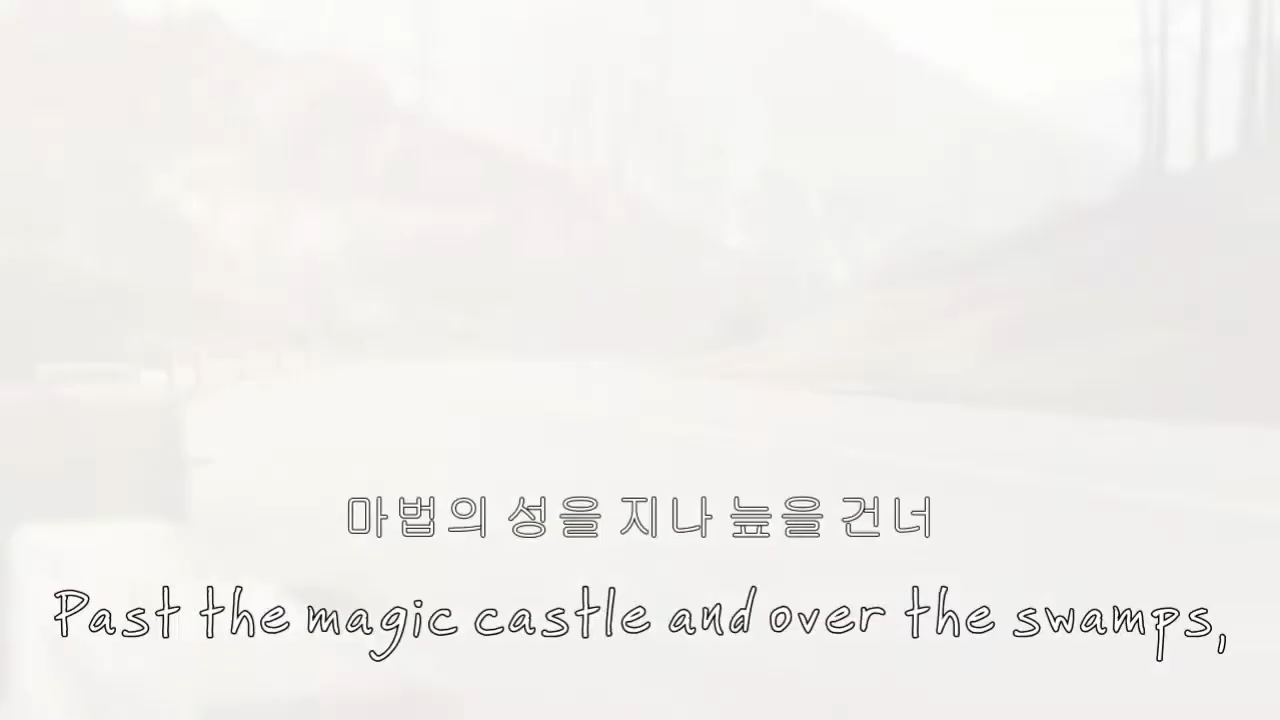 마법의 성을 지나 늪을 건너
Past the magic castle and over the swamps,